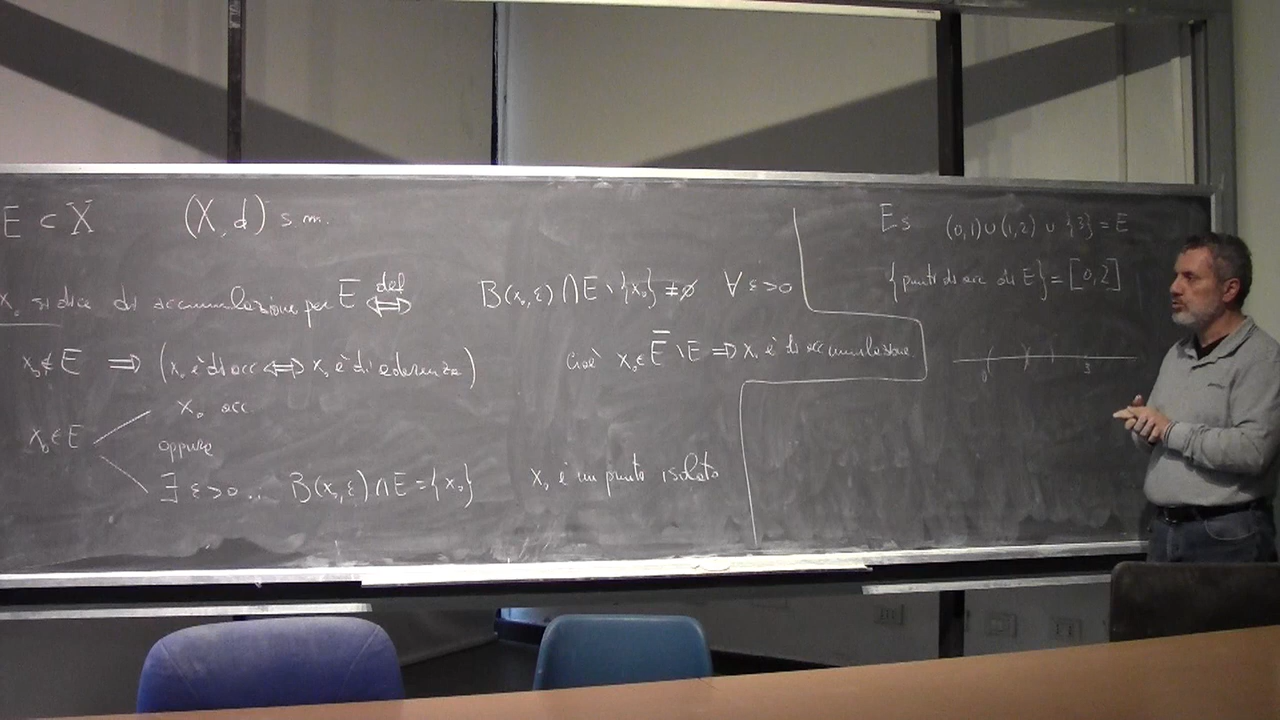 E ⊂ X (X, d) s.m.
x₀ si dice di accumulazione per E ⟺ def B(x₀, ε) ∩ E \ {x₀} ≠ ∅ ∀ ε > 0
x₀ ∉ E ⟹ (x₀ è di acc ⟺ x₀ è di aderenza)
cioè x₀ ∈ E̅ \ E ⟹ x₀ è di accumulazione
x₀ ∈ E
x₀ acc
oppure
∃ ε > 0 .. B(x₀, ε) ∩ E = {x₀} x₀ è un punto isolato
Es (0,1) ∪ (1,2) ∪ {3} = E
{punti di acc di E} = [0,2]
0 3